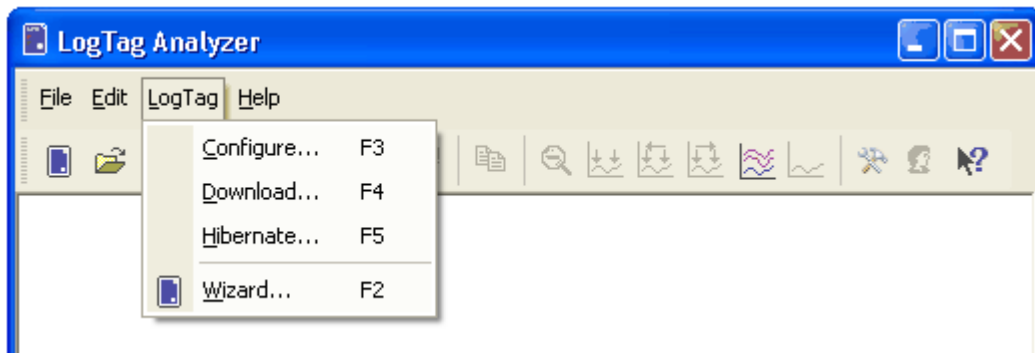 LogTag Analyzer
File Edit LogTag Help
Configure... F3
Download... F4
Hibernate... F5
Wizard... F2